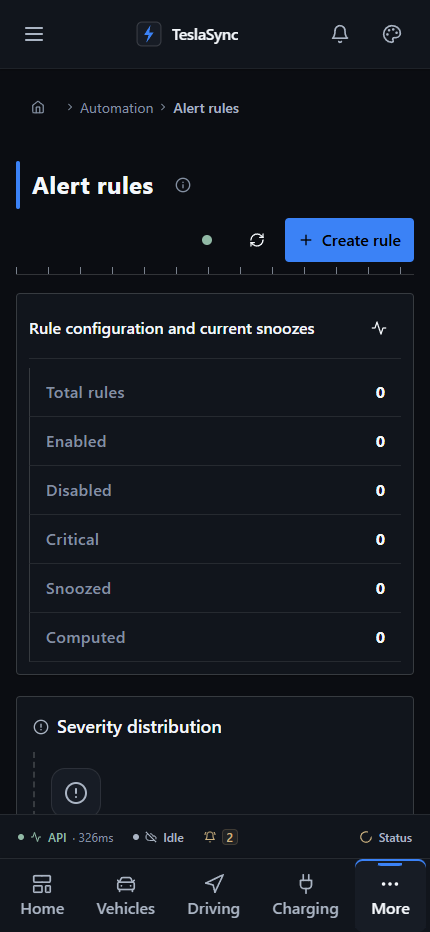 TeslaSync
Automation
Alert rules
Alert rules
Create rule
Rule configuration and current snoozes
Total rules 0
Enabled 0
Disabled 0
Critical 0
Snoozed 0
Computed 0
Severity distribution
API · 326ms Idle 2 Status
Home Vehicles Driving Charging More